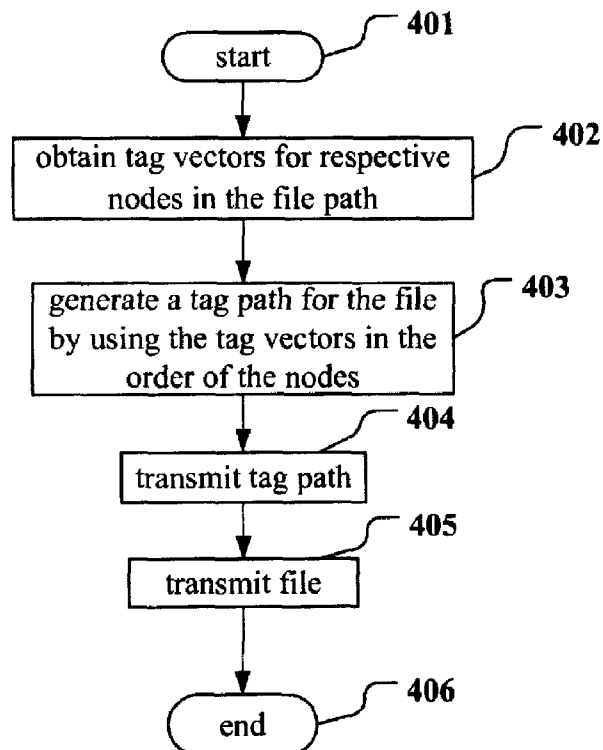 401
start
402
obtain tag vectors for respective
nodes in the file path
403
generate a tag path for the file
by using the tag vectors in the
order of the nodes
404
transmit tag path
405
transmit file
406
end